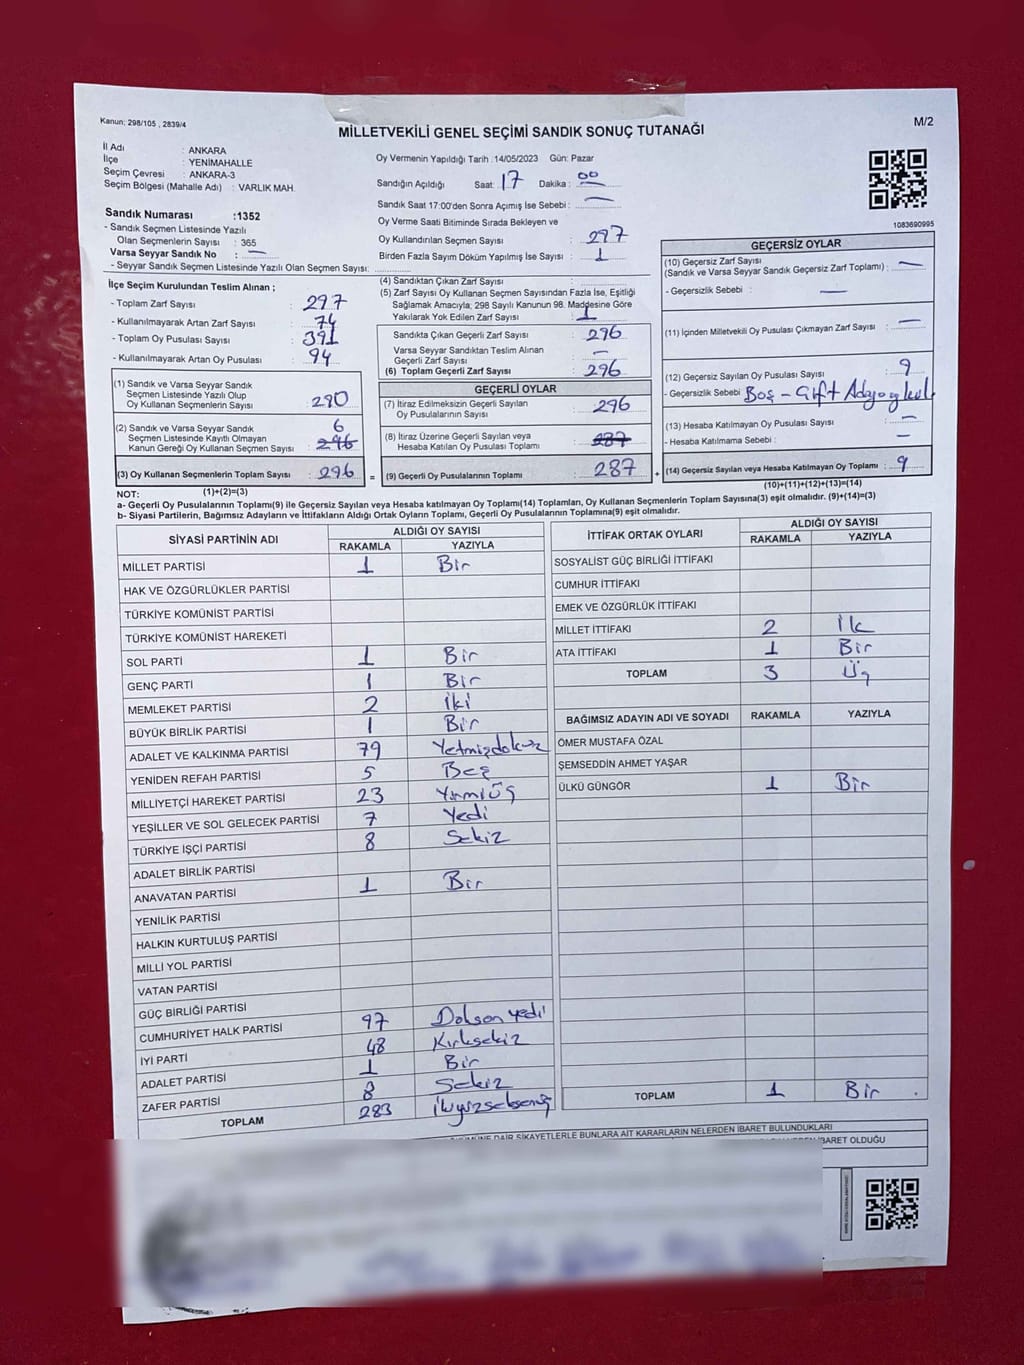 Kanun: 298/105 , 2839/4
MİLLETVEKİLİ GENEL SEÇİMİ SANDIK SONUÇ TUTANAĞI
M/2
İl Adı : ANKARA
İlçe : YENİMAHALLE
Seçim Çevresi : ANKARA-3
Seçim Bölgesi (Mahalle Adı) : VARLIK MAH.
Sandık Numarası :1352
- Sandık Seçmen Listesinde Yazılı
Olan Seçmenlerin Sayısı : 365
Varsa Seyyar Sandık No : —
- Seyyar Sandık Seçmen Listesinde Yazılı Olan Seçmen Sayısı:
Oy Vermenin Yapıldığı Tarih :14/05/2023 Gün: Pazar
Sandığın Açıldığı Saat: 17 Dakika : 00
Sandık Saat 17:00'den Sonra Açımış İse Sebebi : —
Oy Verme Saati Bitiminde Sırada Bekleyen ve
Oy Kullandırılan Seçmen Sayısı : 297
Birden Fazla Sayım Döküm Yapılmış İse Sayısı : 1
1083690995
İlçe Seçim Kurulundan Teslim Alınan ;
- Toplam Zarf Sayısı : 297
- Kullanılmayarak Artan Zarf Sayısı : 74
- Toplam Oy Pusulası Sayısı : 391
- Kullanılmayarak Artan Oy Pusulası : 94
(4) Sandıktan Çıkan Zarf Sayısı :
(5) Zarf Sayısı Oy Kullanan Seçmen Sayısından Fazla İse, Eşitliği
Sağlamak Amacıyla; 298 Sayılı Kanunun 98. Maddesine Göre
Yakılarak Yok Edilen Zarf Sayısı : 1
Sandıkta Çıkan Geçerli Zarf Sayısı : 296
Varsa Seyyar Sandıktan Teslim Alınan
Geçerli Zarf Sayısı : —
(6) Toplam Geçerli Zarf Sayısı : 296
GEÇERSİZ OYLAR
(10) Geçersiz Zarf Sayısı
(Sandık ve Varsa Seyyar Sandık Geçersiz Zarf Toplamı) : —
- Geçersizlik Sebebi : —
(11) İçinden Milletvekili Oy Pusulası Çıkmayan Zarf Sayısı : —
(12) Geçersiz Sayılan Oy Pusulası Sayısı : 9
- Geçersizlik Sebebi Boş - Çift
(13) Hesaba Katılmayan Oy Pusulası Sayısı : —
- Hesaba Katılmama Sebebi : —
(14) Geçersiz Sayılan veya Hesaba Katılmayan Oy Toplamı : 9
(10)+(11)+(12)+(13)=(14)
(1) Sandık ve Varsa Seyyar Sandık
Seçmen Listesinde Yazılı Olup
Oy Kullanan Seçmenlerin Sayısı : 290
(2) Sandık ve Varsa Seyyar Sandık 6
Seçmen Listesinde Kayıtlı Olmayan
Kanun Gereği Oy Kullanan Seçmen Sayısı : 296
(3) Oy Kullanan Seçmenlerin Toplam Sayısı : 296 =
(1)+(2)=(3)
GEÇERLİ OYLAR
(7) İtiraz Edilmeksizin Geçerli Sayılan
Oy Pusulalarının Sayısı : 296
(8) İtiraz Üzerine Geçerli Sayılan veya
Hesaba Katılan Oy Pusulası Toplamı : 287
(9) Geçerli Oy Pusulalarının Toplamı : 287 +
NOT:
a- Geçerli Oy Pusulalarının Toplamı(9) ile Geçersiz Sayılan veya Hesaba katılmayan Oy Toplamı(14) Toplamları, Oy Kullanan Seçmenlerin Toplam Sayısına(3) eşit olmalıdır. (9)+(14)=(3)
b- Siyasi Partilerin, Bağımsız Adayların ve İttifakların Aldığı Ortak Oyların Toplamı, Geçerli Oy Pusulalarının Toplamına(9) eşit olmalıdır.
SİYASİ PARTİNİN ADI ALDIĞI OY SAYISI
RAKAMLA YAZIYLA
MİLLET PARTİSİ 1 Bir
HAK VE ÖZGÜRLÜKLER PARTİSİ
TÜRKİYE KOMÜNİST PARTİSİ
TÜRKİYE KOMÜNİST HAREKETİ
SOL PARTİ 1 Bir
GENÇ PARTİ 1 Bir
MEMLEKET PARTİSİ 2 İki
BÜYÜK BİRLİK PARTİSİ 1 Bir
ADALET VE KALKINMA PARTİSİ 79 Yetmişdokuz
YENİDEN REFAH PARTİSİ 5 Beş
MİLLİYETÇİ HAREKET PARTİSİ 23 Yirmiüç
YEŞİLLER VE SOL GELECEK PARTİSİ 7 Yedi
TÜRKİYE İŞÇİ PARTİSİ 8 Sekiz
ADALET BİRLİK PARTİSİ
ANAVATAN PARTİSİ 1 Bir
YENİLİK PARTİSİ
HALKIN KURTULUŞ PARTİSİ
MİLLİ YOL PARTİSİ
VATAN PARTİSİ
GÜÇ BİRLİĞİ PARTİSİ
CUMHURİYET HALK PARTİSİ 97 Doksan yedi
İYİ PARTİ 48 Kırksekiz
ADALET PARTİSİ 1 Bir
ZAFER PARTİSİ 8 Sekiz
TOPLAM 283 İkiyüzseksenüç
İTTİFAK ORTAK OYLARI ALDIĞI OY SAYISI
RAKAMLA YAZIYLA
SOSYALİST GÜÇ BİRLİĞİ İTTİFAKI
CUMHUR İTTİFAKI
EMEK VE ÖZGÜRLÜK İTTİFAKI
MİLLET İTTİFAKI 2 İki
ATA İTTİFAKI 1 Bir
TOPLAM 3 Üç
BAĞIMSIZ ADAYIN ADI VE SOYADI RAKAMLA YAZIYLA
ÖMER MUSTAFA ÖZAL
ŞEMSEDDİN AHMET YAŞAR
ÜLKÜ GÜNGÖR 1 Bir
TOPLAM 1 Bir
DAİR ŞİKAYETLERLE BUNLARA AİT KARARLARIN NELERDEN İBARET BULUNDUKLARI
İBARET OLDUĞU